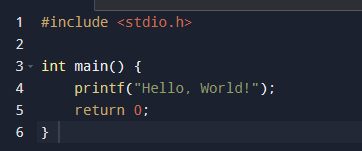 1 #include <stdio.h>
2
3 int main() {
4     printf("Hello, World!");
5     return 0;
6 }